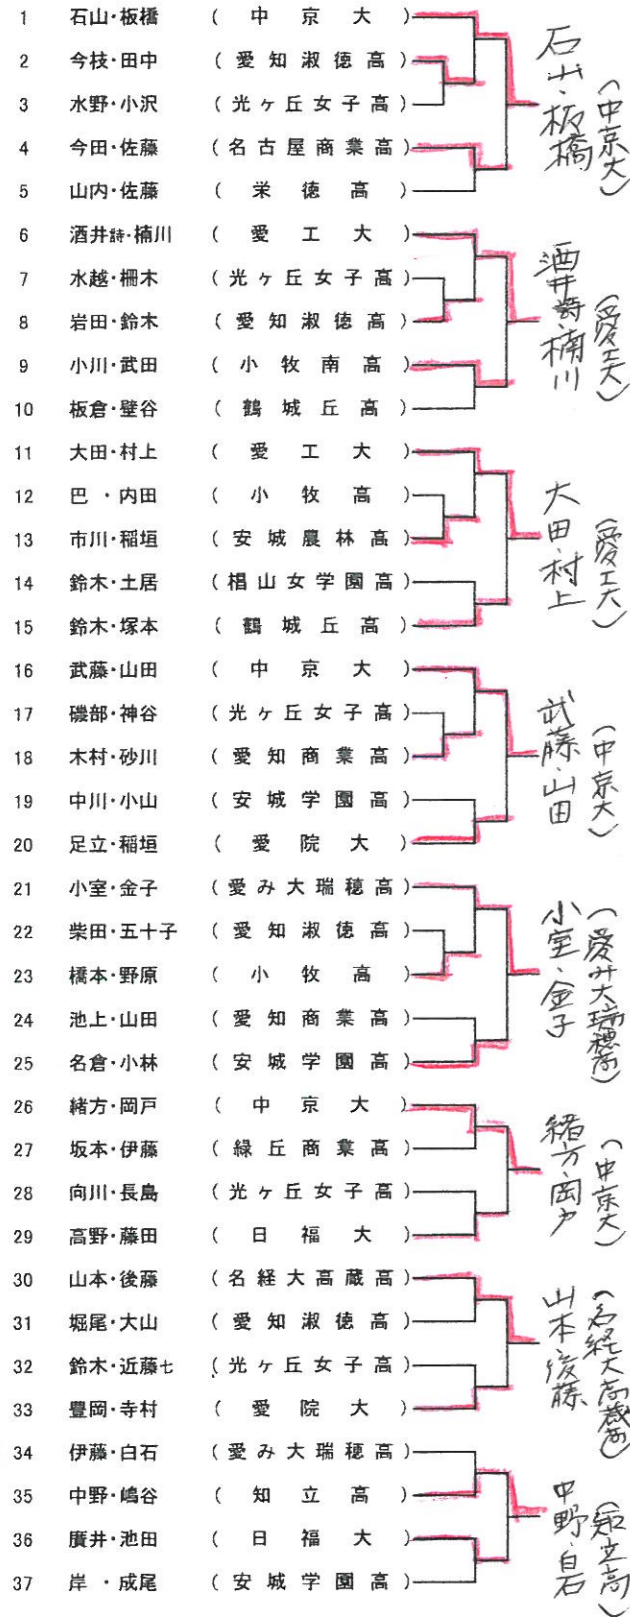 1 石山・板橋 ( 中京大 )
2 今枝・田中 ( 愛知淑徳高 )
3 水野・小沢 ( 光ヶ丘女子高 )
4 今田・佐藤 ( 名古屋商業高 )
5 山内・佐藤 ( 栄徳高 )
石山・板橋 (中京大)
6 酒井詩・楠川 ( 愛工大 )
7 水越・柵木 ( 光ヶ丘女子高 )
8 岩田・鈴木 ( 愛知淑徳高 )
9 小川・武田 ( 小牧南高 )
10 板倉・壁谷 ( 鶴城丘高 )
酒井詩・楠川 (愛工大)
11 大田・村上 ( 愛工大 )
12 巴・内田 ( 小牧高 )
13 市川・稲垣 ( 安城農林高 )
14 鈴木・土居 ( 椙山女学園高 )
15 鈴木・塚本 ( 鶴城丘高 )
大田・村上 (愛工大)
16 武藤・山田 ( 中京大 )
17 磯部・神谷 ( 光ヶ丘女子高 )
18 木村・砂川 ( 愛知商業高 )
19 中川・小山 ( 安城学園高 )
20 足立・稲垣 ( 愛院大 )
武藤・山田 (中京大)
21 小室・金子 ( 愛み大瑞穂高 )
22 柴田・五十子 ( 愛知淑徳高 )
23 橋本・野原 ( 小牧高 )
24 池上・山田 ( 愛知商業高 )
25 名倉・小林 ( 安城学園高 )
小室・金子 (愛み大瑞穂高)
26 緒方・岡戸 ( 中京大 )
27 坂本・伊藤 ( 緑丘商業高 )
28 向川・長島 ( 光ヶ丘女子高 )
29 高野・藤田 ( 日福大 )
緒方・岡戸 (中京大)
30 山本・後藤 ( 名経大高蔵高 )
31 堀尾・大山 ( 愛知淑徳高 )
32 鈴木・近藤七 ( 光ヶ丘女子高 )
33 豊岡・寺村 ( 愛院大 )
山本・後藤 (名経大高蔵高)
34 伊藤・白石 ( 愛み大瑞穂高 )
35 中野・嶋谷 ( 知立高 )
36 廣井・池田 ( 日福大 )
37 岸・成尾 ( 安城学園高 )
中野・白石 (知立高)